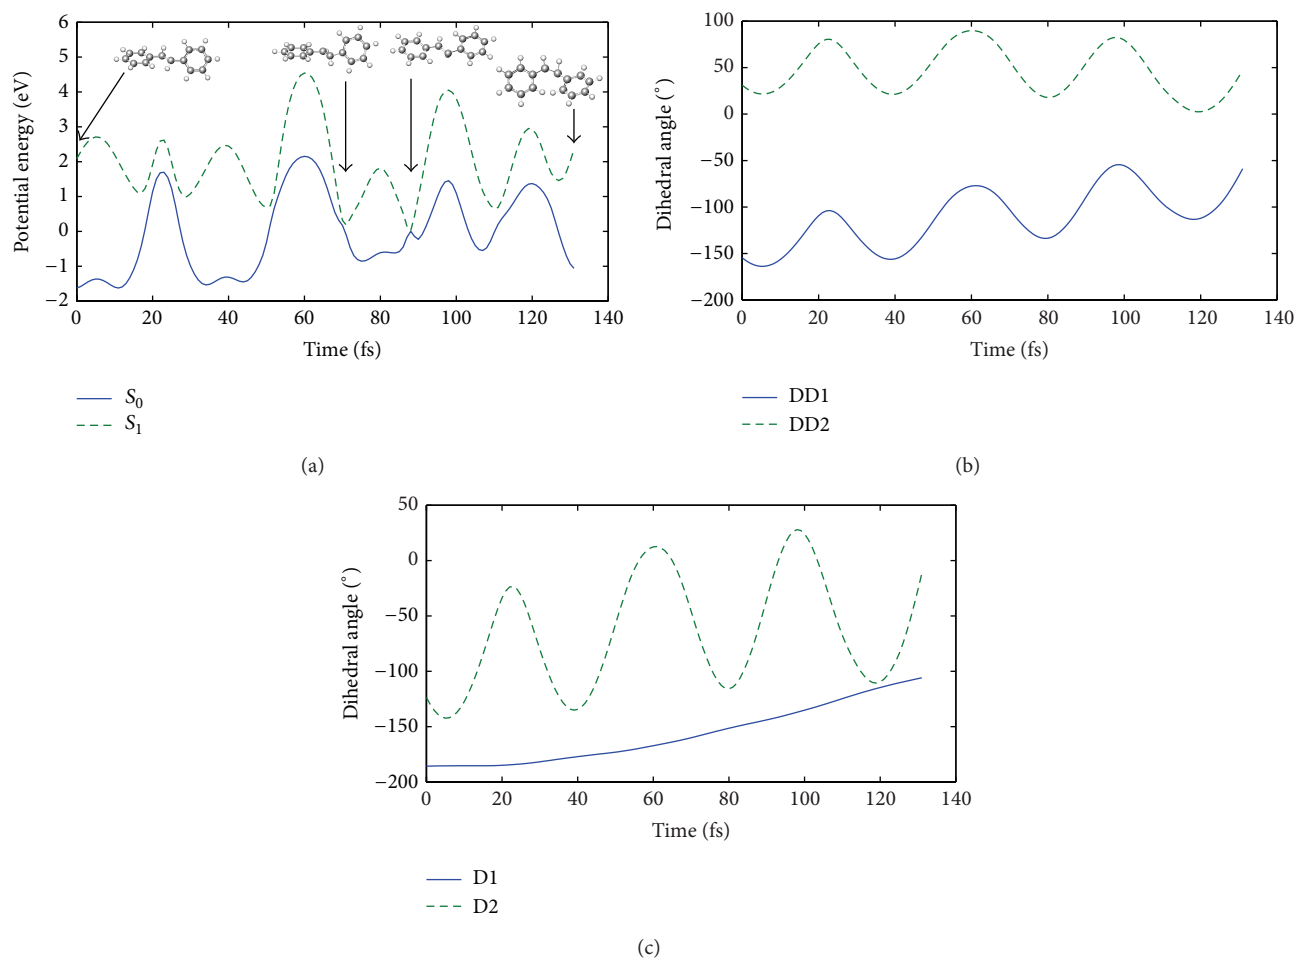 6
5
4
3
2
1
0
−1
−2
Potential energy (eV)
0 20 40 60 80 100 120 140
Time (fs)
S0
S1
(a)
100
50
0
−50
−100
−150
−200
Dihedral angle (°)
0 20 40 60 80 100 120 140
Time (fs)
DD1
DD2
(b)
50
0
−50
−100
−150
−200
Dihedral angle (°)
0 20 40 60 80 100 120 140
Time (fs)
D1
D2
(c)